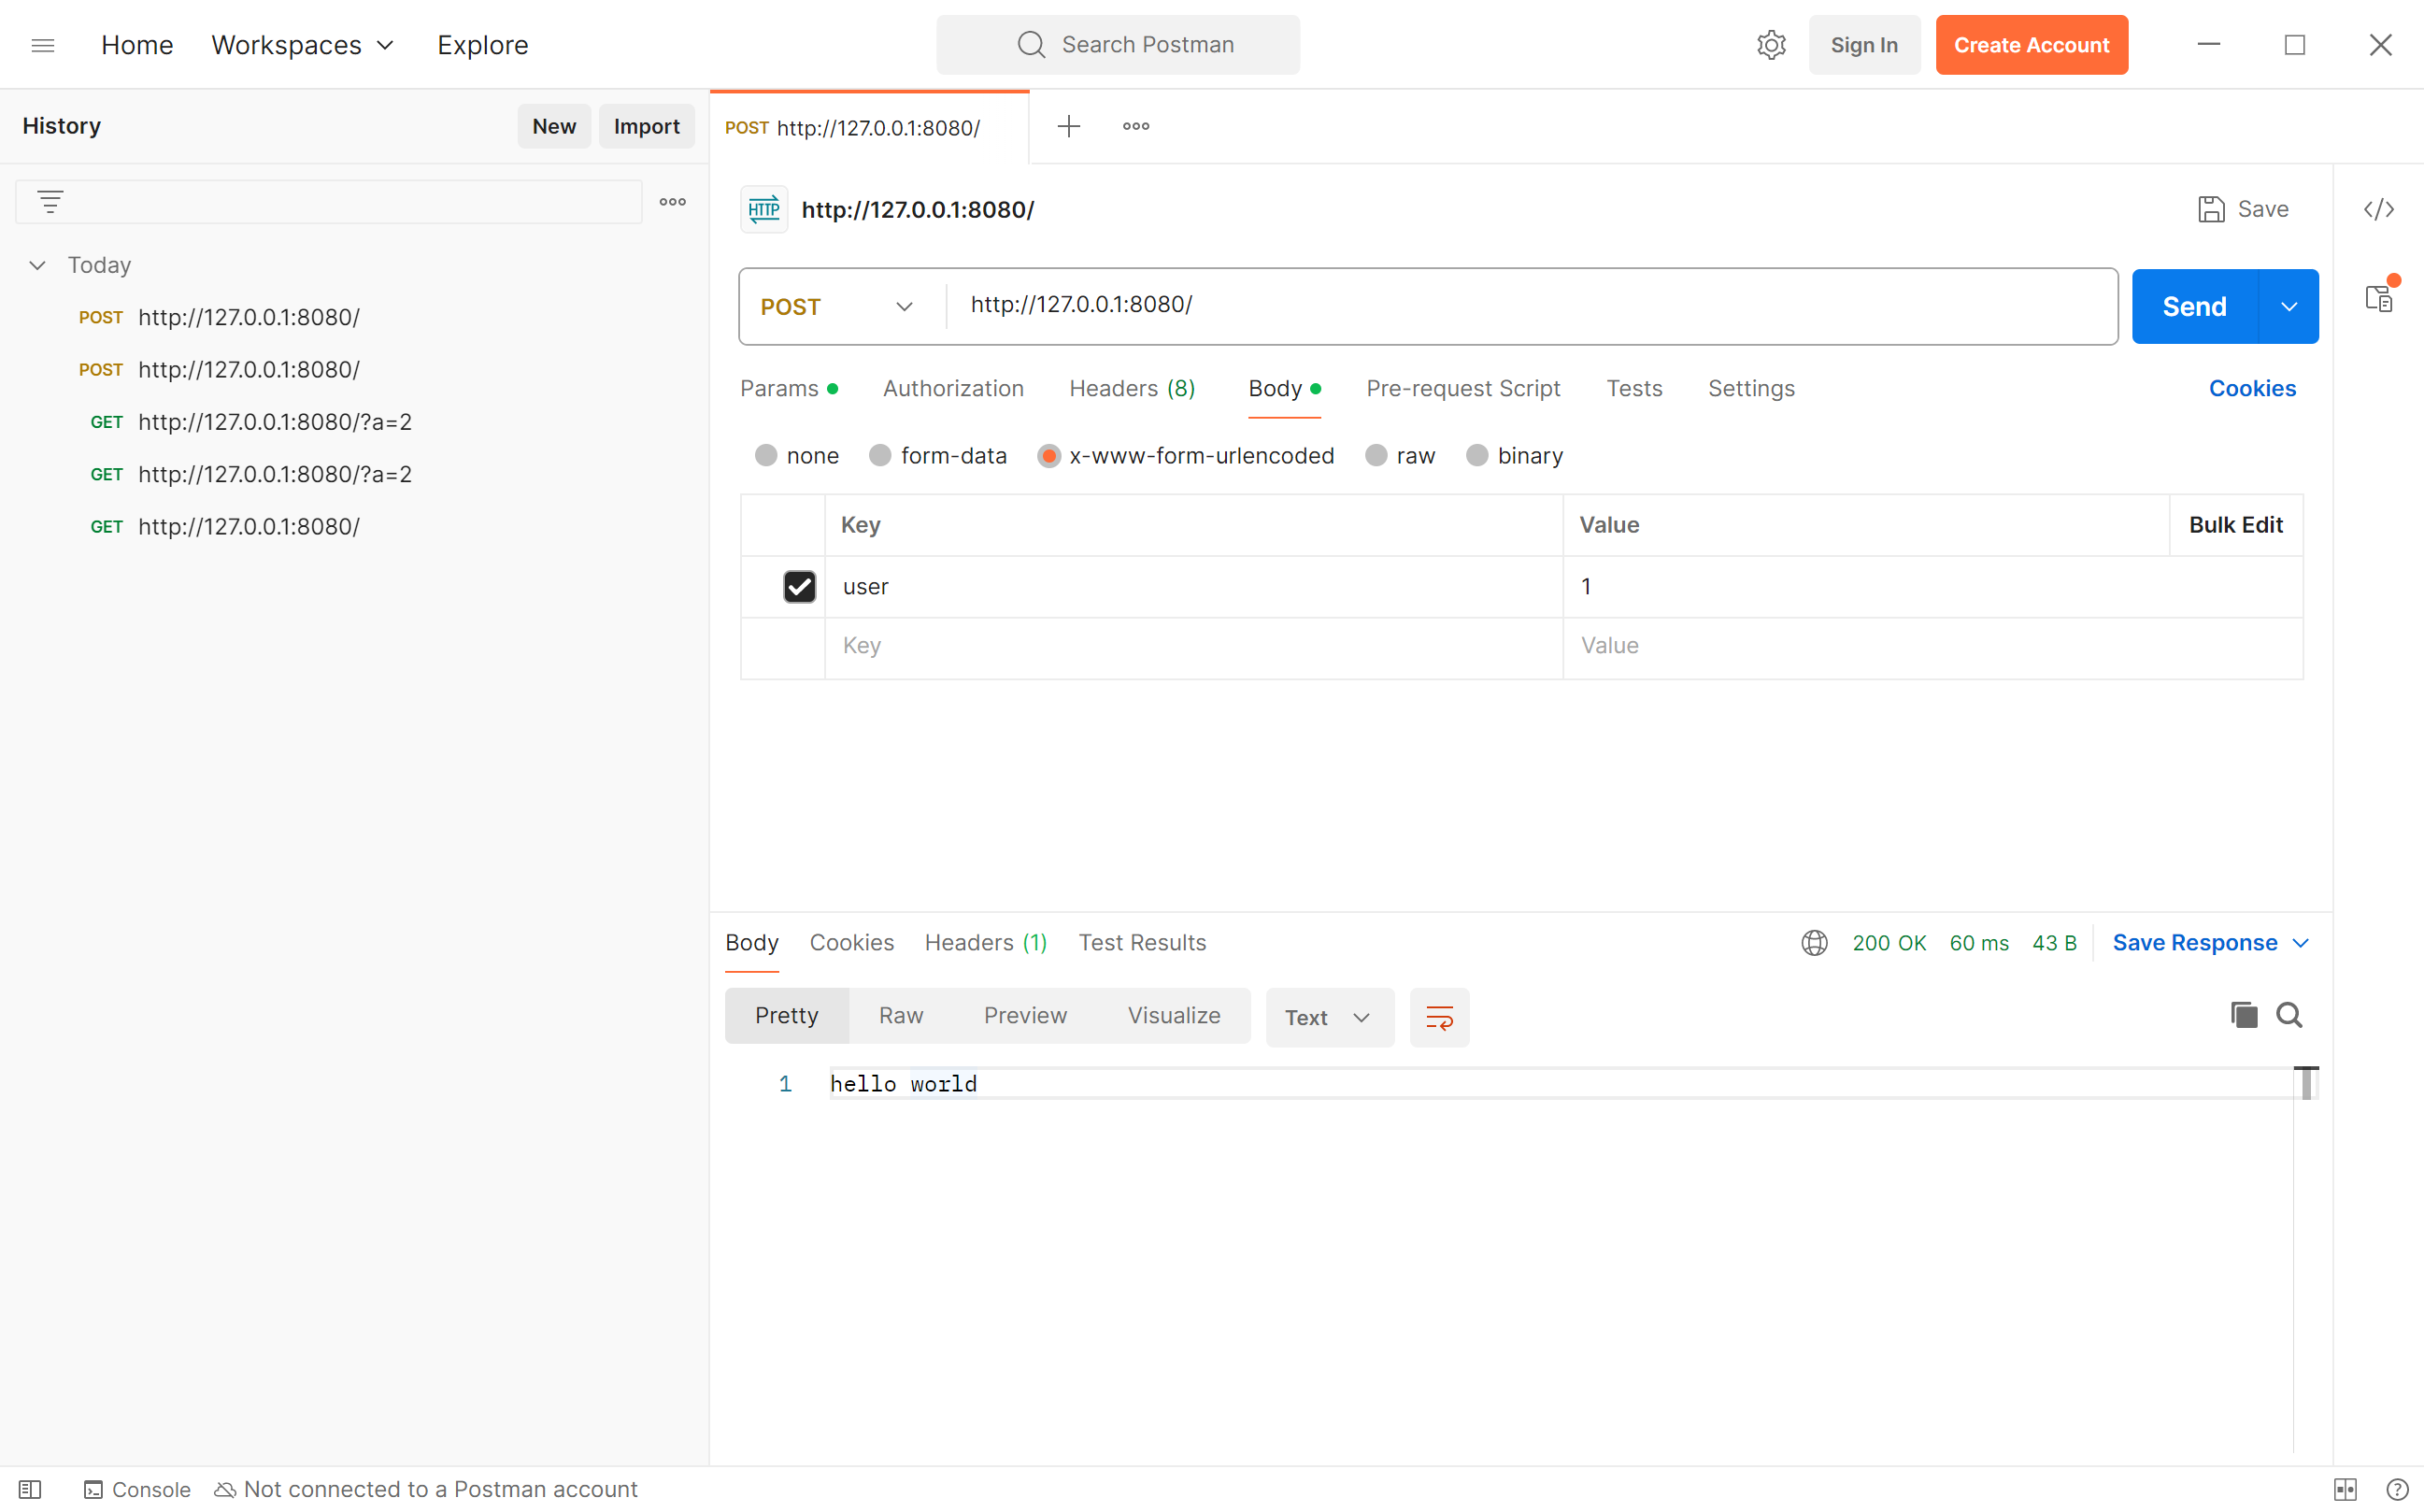 Home Workspaces Explore Search Postman Sign In Create Account
History New Import
POST http://127.0.0.1:8080/
HTTP http://127.0.0.1:8080/ Save
Today
POST http://127.0.0.1:8080/
POST http://127.0.0.1:8080/
GET http://127.0.0.1:8080/?a=2
GET http://127.0.0.1:8080/?a=2
GET http://127.0.0.1:8080/
POST http://127.0.0.1:8080/ Send
Params Authorization Headers (8) Body Pre-request Script Tests Settings Cookies
none form-data x-www-form-urlencoded raw binary
Key Value Bulk Edit
user 1
Key Value
Body Cookies Headers (1) Test Results 200 OK 60 ms 43 B Save Response
Pretty Raw Preview Visualize Text
1 hello world
Console Not connected to a Postman account